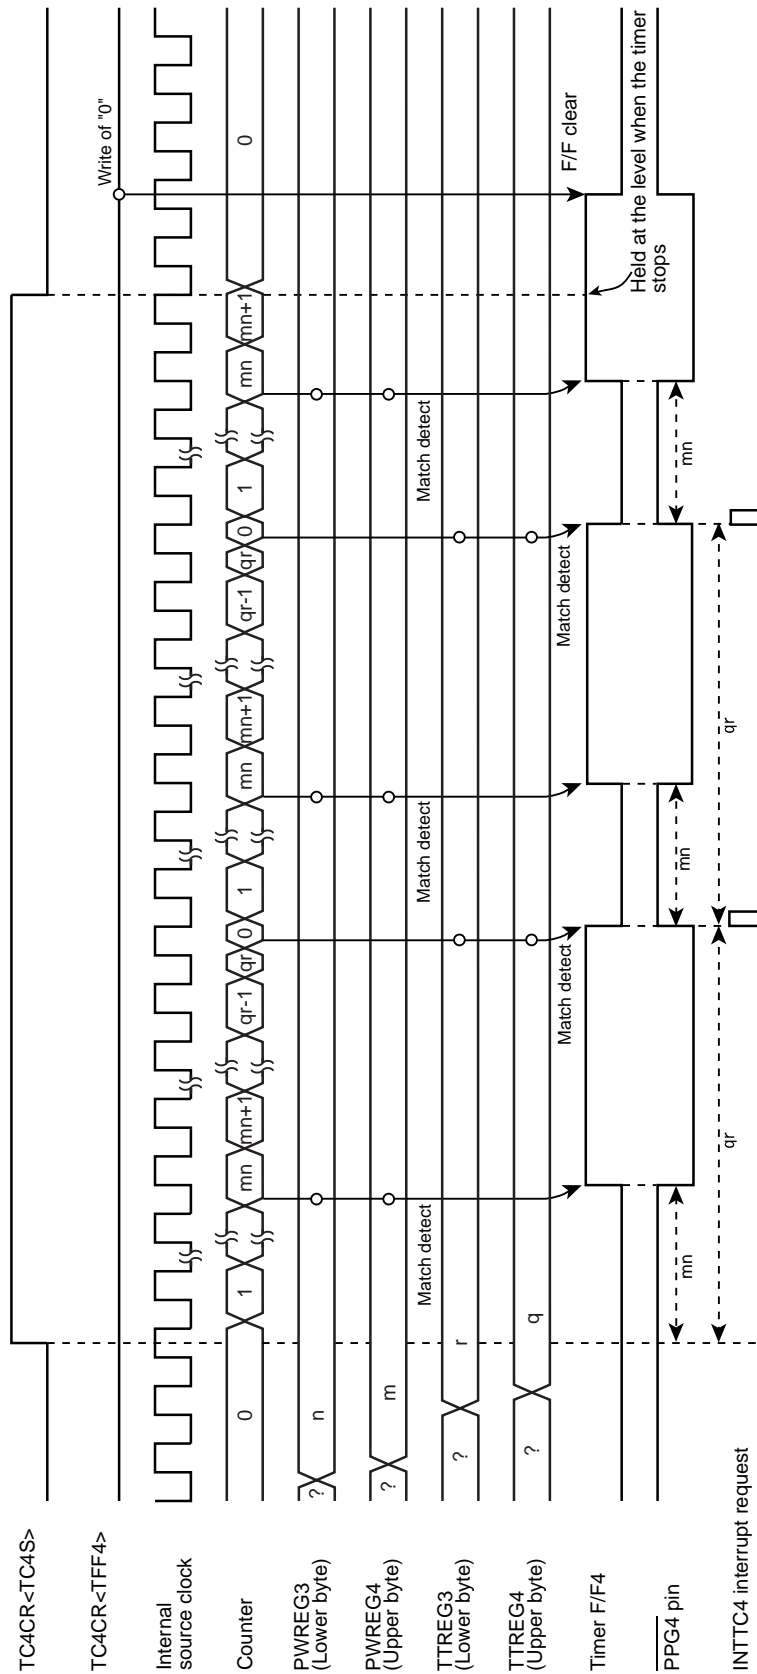 TC4CR<TC4S>
TC4CR<TFF4>
Write of "0"
Internal
source clock
Counter
0 1 mn mn+1 qr-1 qr 0 1 mn mn+1 qr-1 qr 0 1 mn mn+1 0
PWREG3
(Lower byte)
? n
PWREG4
(Upper byte)
? m
Match detect
Match detect
Match detect
TTREG3
(Lower byte)
? r
TTREG4
(Upper byte)
? q
Match detect
Match detect
F/F clear
Timer F/F4
Held at the level when the timer
stops
PPG4 pin
mn
mn
mn
qr
qr
INTTC4 interrupt request